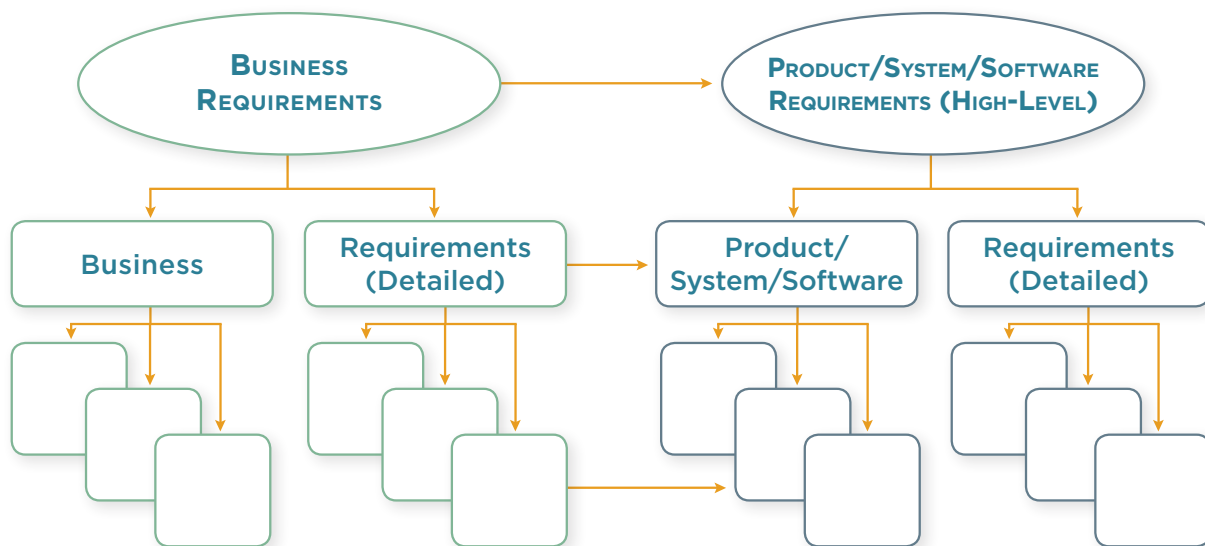 Business
Requirements
Product/System/Software
Requirements (High-Level)
Business
Requirements
(Detailed)
Product/
System/Software
Requirements
(Detailed)